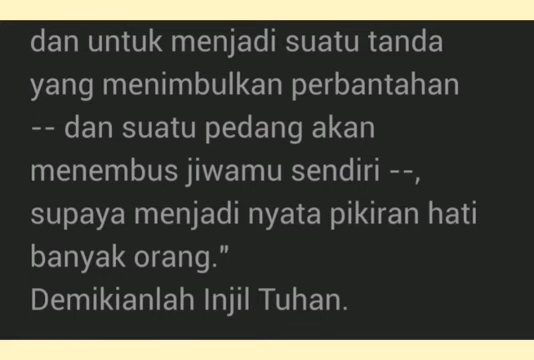 dan untuk menjadi suatu tanda
yang menimbulkan perbantahan
-- dan suatu pedang akan
menembus jiwamu sendiri --,
supaya menjadi nyata pikiran hati
banyak orang."
Demikianlah Injil Tuhan.